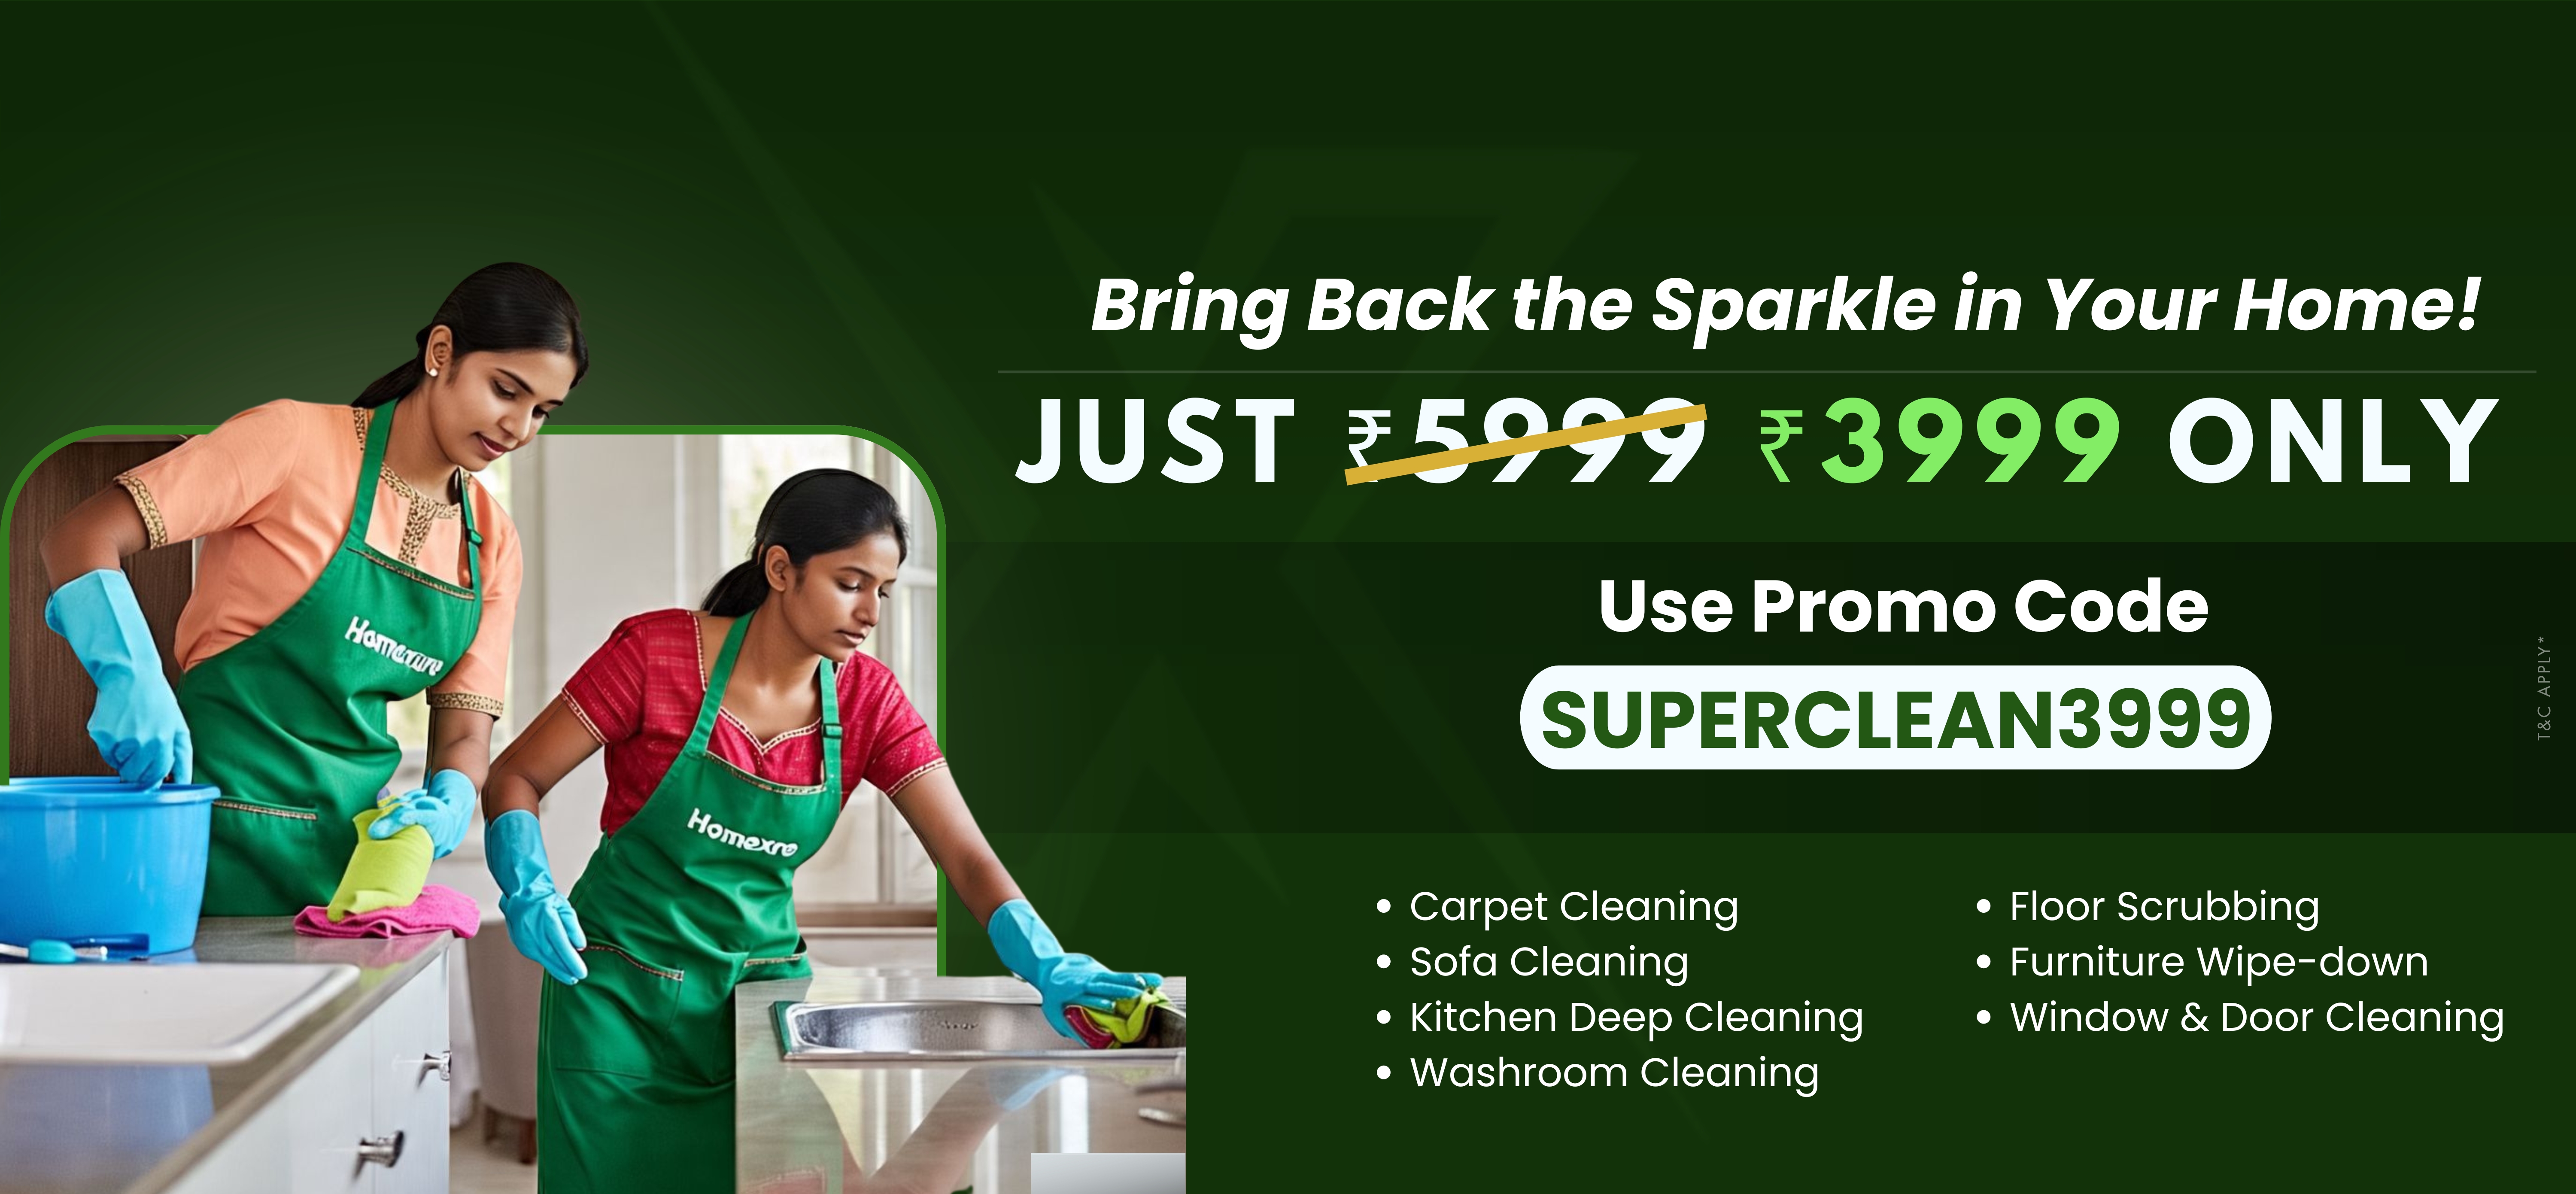 Bring Back the Sparkle in Your Home!
JUST ₹5999 ₹3999 ONLY
Use Promo Code
SUPERCLEAN3999
T&C APPLY*
• Carpet Cleaning
• Sofa Cleaning
• Kitchen Deep Cleaning
• Washroom Cleaning
• Floor Scrubbing
• Furniture Wipe-down
• Window & Door Cleaning
Homexre